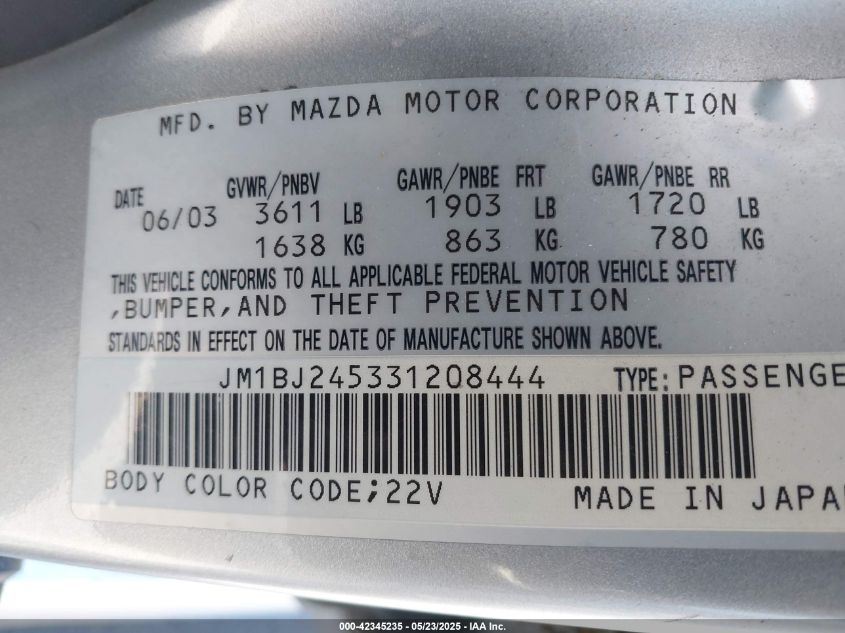 MFD. BY MAZDA MOTOR CORPORATION
DATE GVWR/PNBV GAWR/PNBE FRT GAWR/PNBE RR
06/03 3611 LB 1903 LB 1720 LB
1638 KG 863 KG 780 KG
THIS VEHICLE CONFORMS TO ALL APPLICABLE FEDERAL MOTOR VEHICLE SAFETY
,BUMPER,AND THEFT PREVENTION
STANDARDS IN EFFECT ON THE DATE OF MANUFACTURE SHOWN ABOVE.
JM1BJ245331208444 TYPE: PASSENGE
BODY COLOR CODE;22V MADE IN JAPA
000-42345235 - 05/23/2025 - IAA Inc.